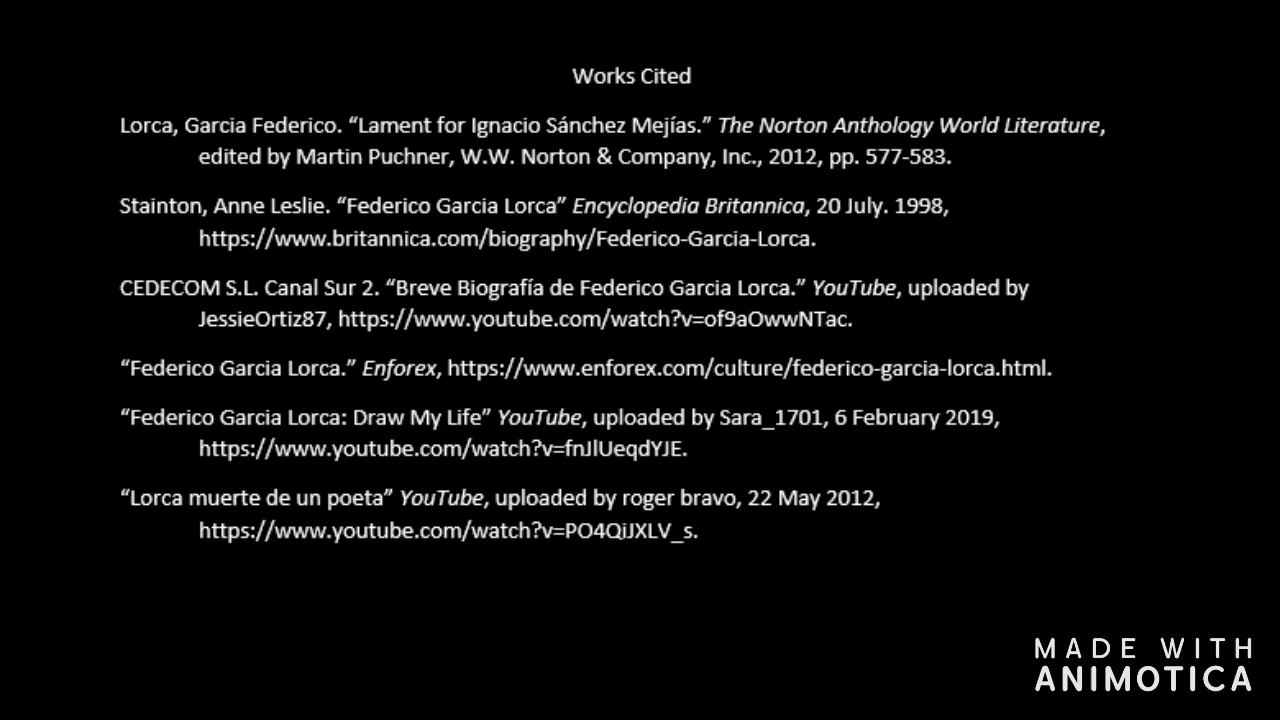 Works Cited
Lorca, Garcia Federico. “Lament for Ignacio Sánchez Mejías.” The Norton Anthology World Literature,
edited by Martin Puchner, W.W. Norton & Company, Inc., 2012, pp. 577-583.
Stainton, Anne Leslie. “Federico Garcia Lorca” Encyclopedia Britannica, 20 July. 1998,
https://www.britannica.com/biography/Federico-Garcia-Lorca.
CEDECOM S.L. Canal Sur 2. “Breve Biografía de Federico Garcia Lorca.” YouTube, uploaded by
JessieOrtiz87, https://www.youtube.com/watch?v=of9aOwwNTac.
“Federico Garcia Lorca.” Enforex, https://www.enforex.com/culture/federico-garcia-lorca.html.
“Federico Garcia Lorca: Draw My Life” YouTube, uploaded by Sara_1701, 6 February 2019,
https://www.youtube.com/watch?v=fnJlUeqdYJE.
“Lorca muerte de un poeta” YouTube, uploaded by roger bravo, 22 May 2012,
https://www.youtube.com/watch?v=PO4QiJXLV_s.
MADE WITH
ANIMOTICA